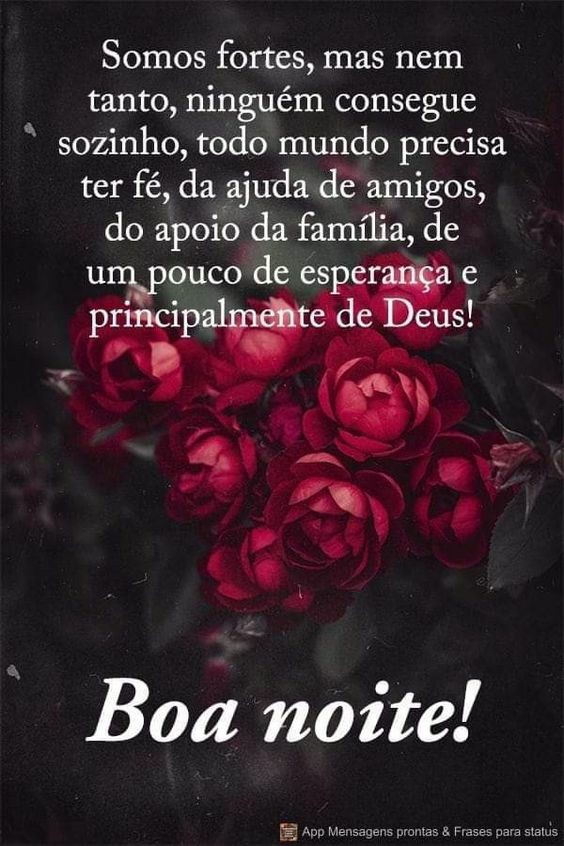 Somos fortes, mas nem
tanto, ninguém consegue
sozinho, todo mundo precisa
ter fé, da ajuda de amigos,
do apoio da família, de
um pouco de esperança e
principalmente de Deus!
Boa noite!
App Mensagens prontas & Frases para status